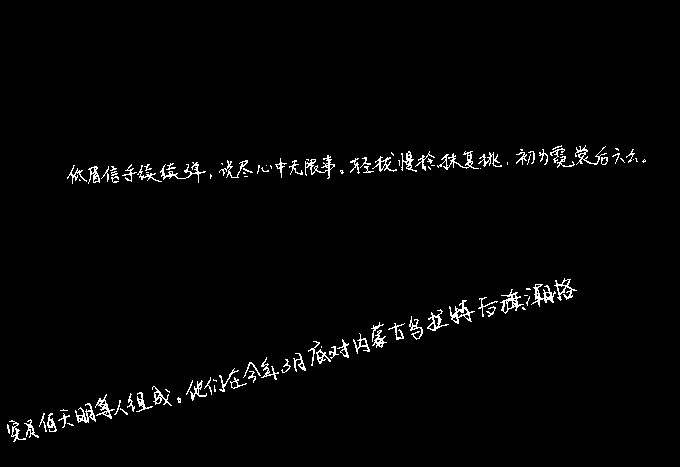 低眉信手续续弹，说尽心中无限事。轻拢慢捻抹复挑，初为霓裳后六幺。
究员何天明等人组成。他们在今年3月底对内蒙古乌拉特后旗潮格